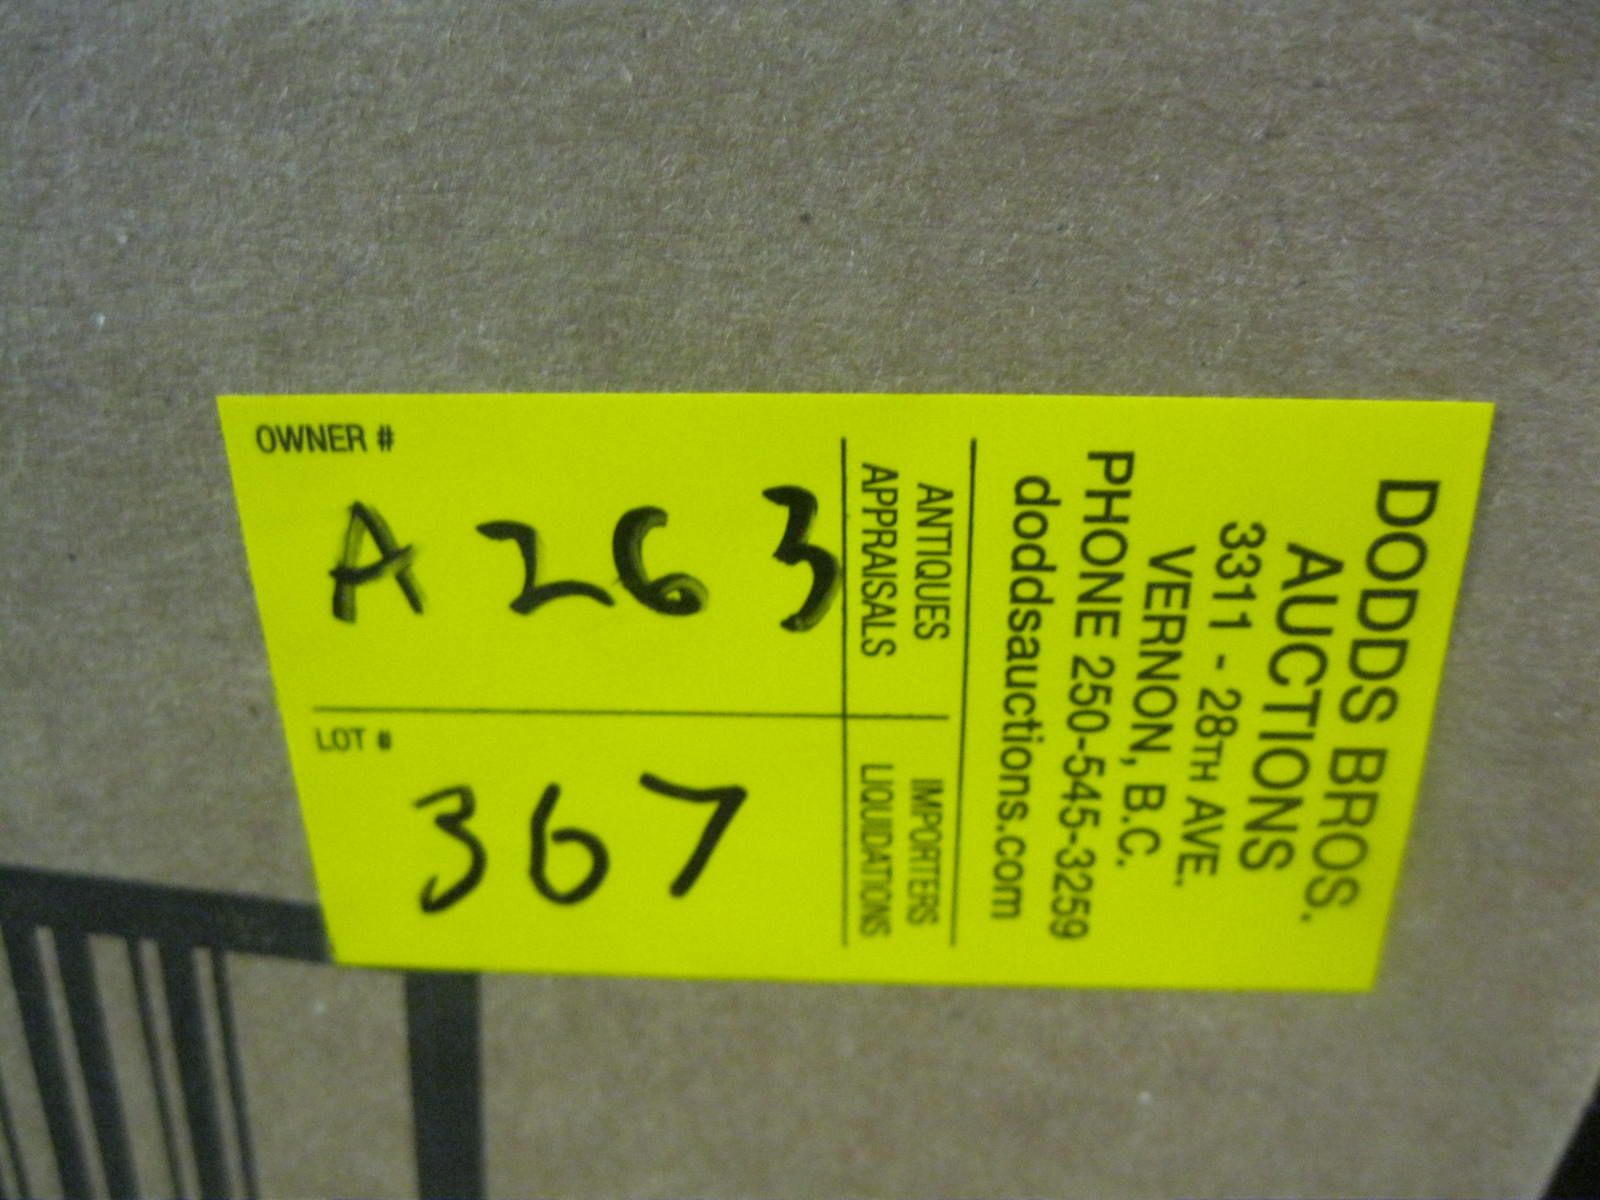 DODDS BROS.
AUCTIONS
3311 - 28TH AVE.
VERNON, B.C.
PHONE 250-545-3259
doddsauctions.com
ANTIQUES
APPRAISALS
IMPORTERS
LIQUIDATIONS
OWNER #
A 263
LOT #
367